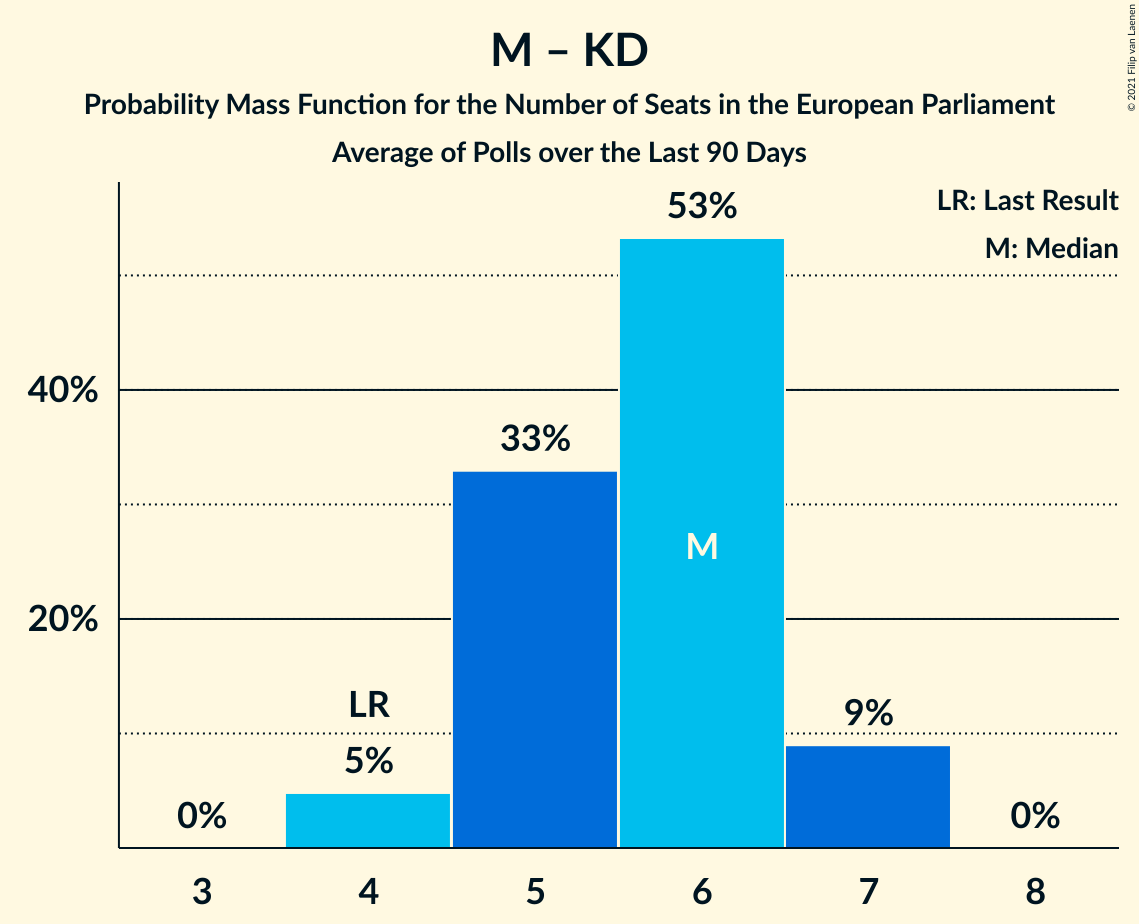 M – KD
Probability Mass Function for the Number of Seats in the European Parliament
Average of Polls over the Last 90 Days
© 2021 Filip van Laenen
LR: Last Result
M: Median
53%
40%
33%
M
20%
LR
9%
5%
0%
0%
3
4
5
6
7
8